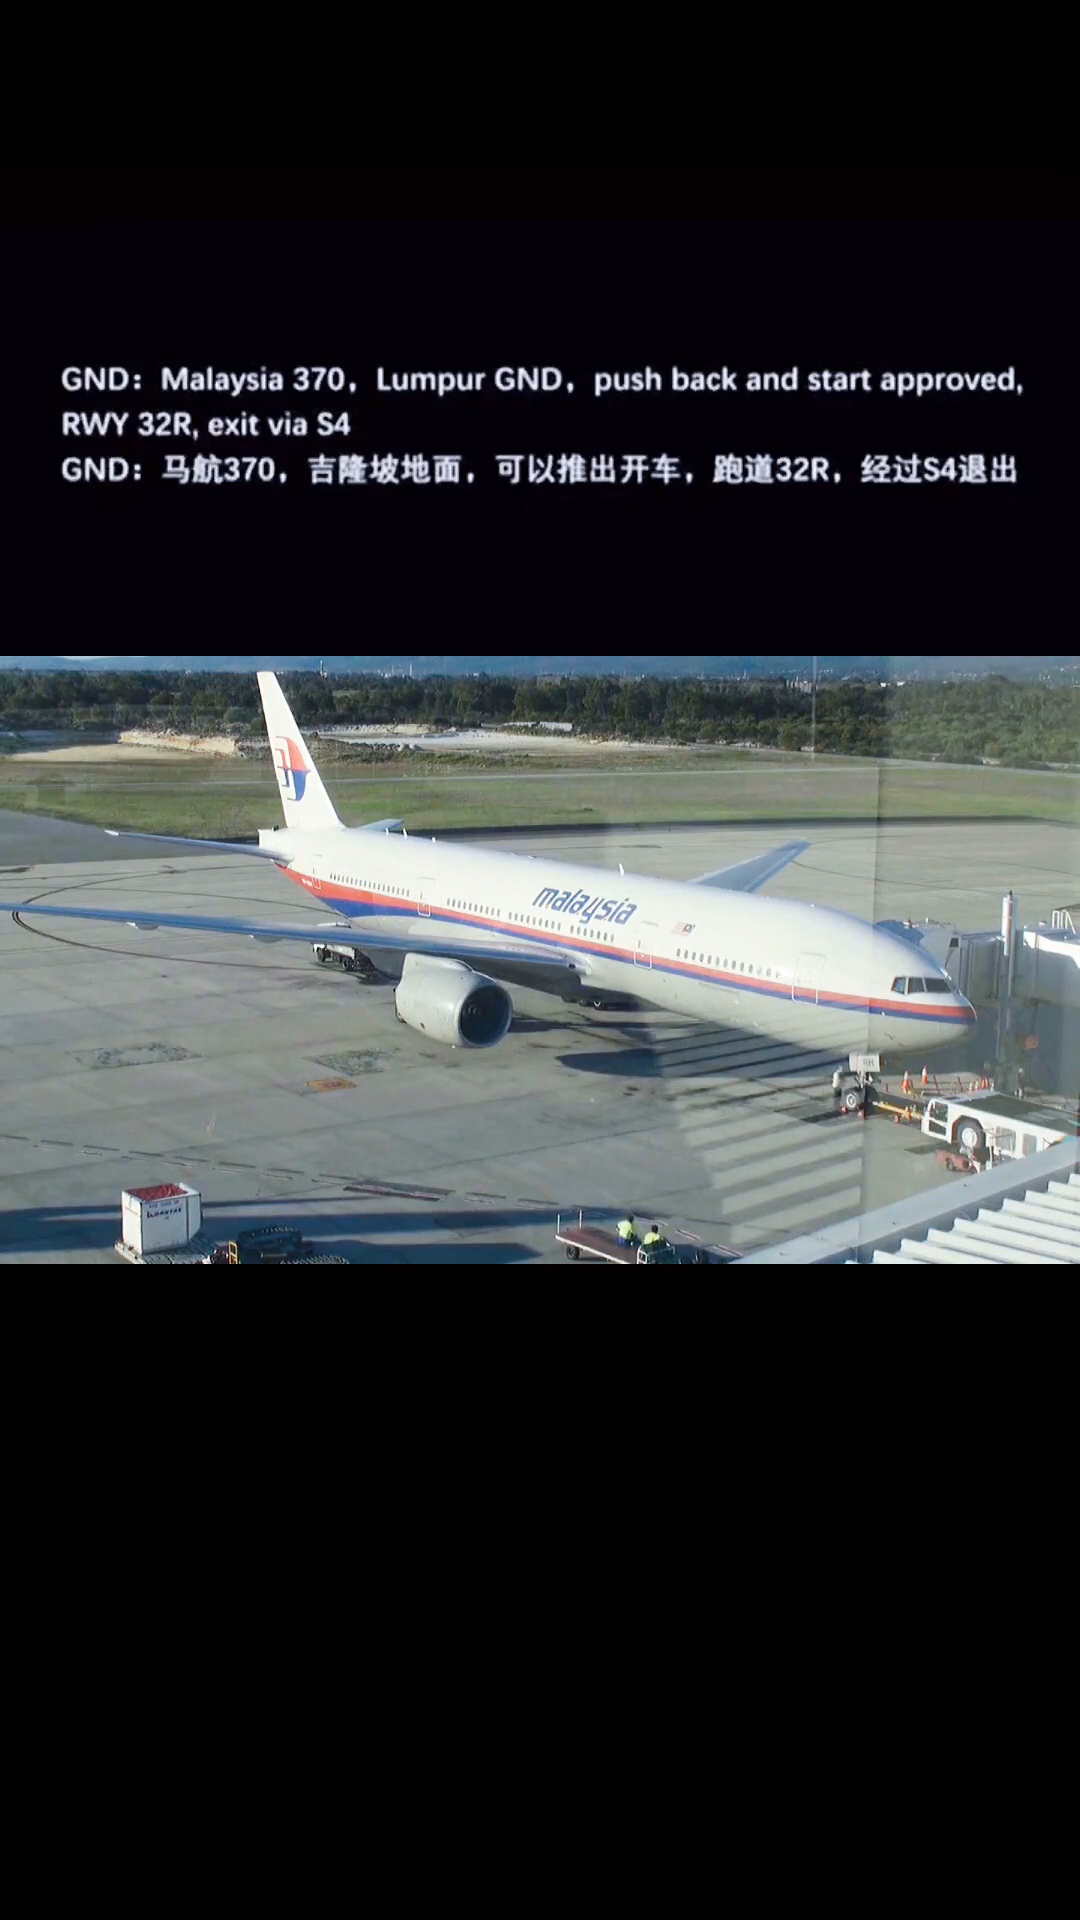 GND：Malaysia 370，Lumpur GND，push back and start approved,
RWY 32R, exit via S4
GND：马航370，吉隆坡地面，可以推出开车，跑道32R，经过S4退出
malaysia
RH